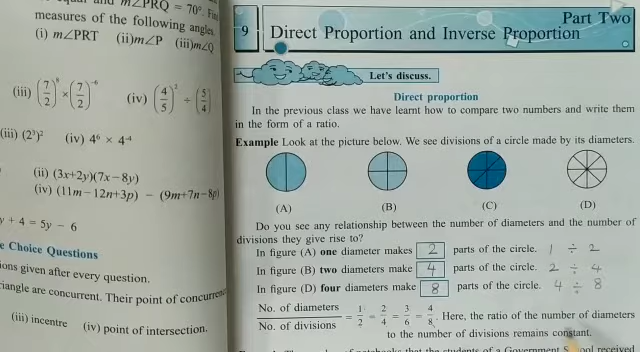 m∠PRQ = 70°.
measures of the following angles.
(i) m∠PRT (ii)m∠P (iii)m∠Q
(iii) (7/2)⁸ × (7/2)⁻⁶ (iv) (4/5)² ÷ (5/4)
(iii) (2³)² (iv) 4⁶ × 4⁻⁴
(ii) (3x+2y)(7x−8y)
(iv) (11m−12n+3p) − (9m+7n−8p)
y + 4 = 5y − 6
Choice Questions
given after every question.
are concurrent. Their point of
(iii) incentre (iv) point of intersection.
Part Two
9 Direct Proportion and Inverse Proportion
Let's discuss.
Direct proportion
In the previous class we have learnt how to compare two numbers and write them
in the form of a ratio.
Example Look at the picture below. We see divisions of a circle made by its diameters.
(A) (B) (C) (D)
Do you see any relationship between the number of diameters and the number of
divisions they give rise to?
In figure (A) one diameter makes 2 parts of the circle. 1 ÷ 2
In figure (B) two diameters make 4 parts of the circle. 2 ÷ 4
In figure (D) four diameters make 8 parts of the circle. 4 ÷ 8
No. of diameters / No. of divisions = 1/2 = 2/4 = 3/6 = 4/8. Here, the ratio of the number of diameters
to the number of divisions remains constant.
that the students of a Government